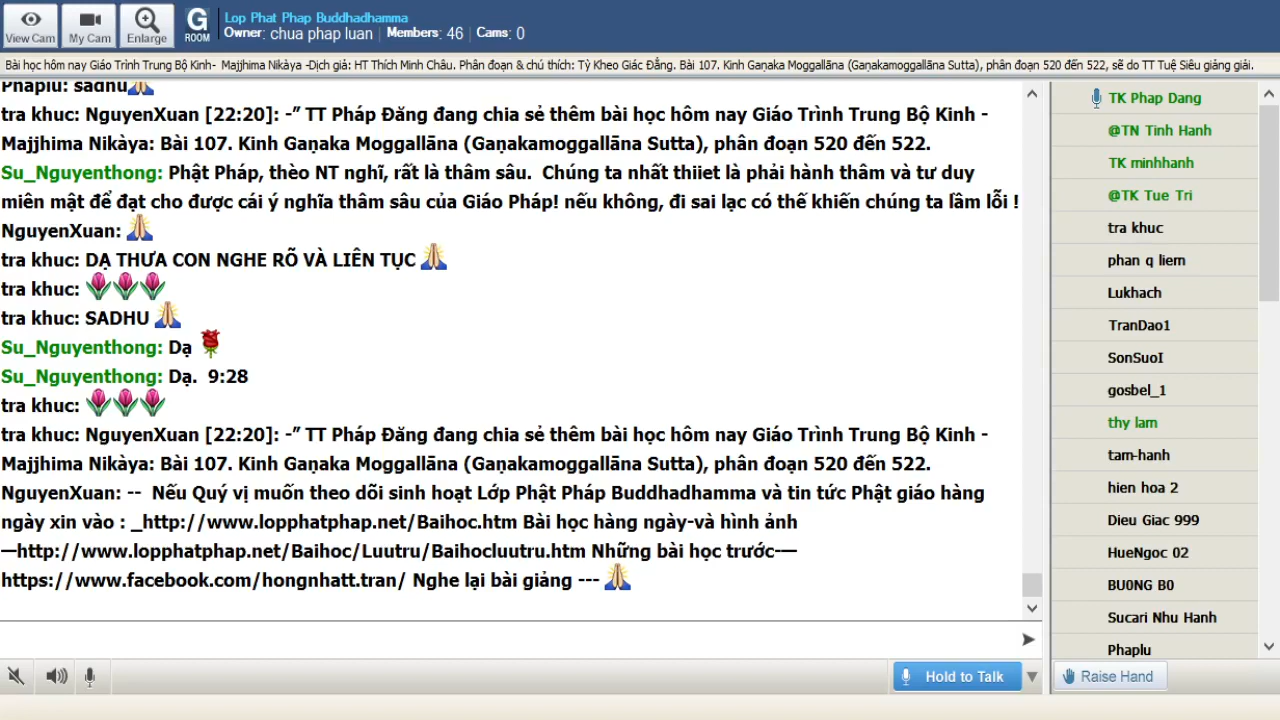 View Cam
My Cam
Enlarge
G
ROOM
Lop Phat Phap Buddhadhamma
Owner: chua phap luan | Members: 46 | Cams: 0
Bài học hôm nay Giáo Trình Trung Bộ Kinh- Majjhima Nikàya -Dịch giả: HT Thích Minh Châu. Phân đoạn & chú thích: Tỳ Kheo Giác Đẳng. Bài 107. Kinh Gaṇaka Moggallāna (Gaṇakamoggallāna Sutta), phân đoạn 520 đến 522, sẽ do TT Tuệ Siêu giảng giải.
Phaplu: sadhu
tra khuc: NguyenXuan [22:20]: -” TT Pháp Đăng đang chia sẻ thêm bài học hôm nay Giáo Trình Trung Bộ Kinh -
Majjhima Nikàya: Bài 107. Kinh Gaṇaka Moggallāna (Gaṇakamoggallāna Sutta), phân đoạn 520 đến 522.
Su_Nguyenthong: Phật Pháp, thèo NT nghĩ, rất là thâm sâu.  Chúng ta nhất thiiet là phải hành thâm và tư duy
miên mật để đạt cho được cái ý nghĩa thâm sâu của Giáo Pháp! nếu không, đi sai lạc có thế khiến chúng ta lầm lỗi !
NguyenXuan:
tra khuc: DẠ THƯA CON NGHE RÕ VÀ LIÊN TỤC
tra khuc:
tra khuc: SADHU
Su_Nguyenthong: Dạ
Su_Nguyenthong: Dạ.  9:28
tra khuc:
tra khuc: NguyenXuan [22:20]: -” TT Pháp Đăng đang chia sẻ thêm bài học hôm nay Giáo Trình Trung Bộ Kinh -
Majjhima Nikàya: Bài 107. Kinh Gaṇaka Moggallāna (Gaṇakamoggallāna Sutta), phân đoạn 520 đến 522.
NguyenXuan: --  Nếu Quý vị muốn theo dõi sinh hoạt Lớp Phật Pháp Buddhadhamma và tin tức Phật giáo hàng
ngày xin vào : _http://www.lopphatphap.net/Baihoc.htm Bài học hàng ngày-và hình ảnh
—http://www.lopphatphap.net/Baihoc/Luutru/Baihocluutru.htm Những bài học trước-—
https://www.facebook.com/hongnhatt.tran/ Nghe lại bài giảng ---
Hold to Talk
TK Phap Dang
@TN Tinh Hanh
TK minhhanh
@TK Tue Tri
tra khuc
phan q liem
Lukhach
TranDao1
SonSuoI
gosbel_1
thy lam
tam-hanh
hien hoa 2
Dieu Giac 999
HueNgoc 02
BU0NG B0
Sucari Nhu Hanh
Phaplu
Raise Hand